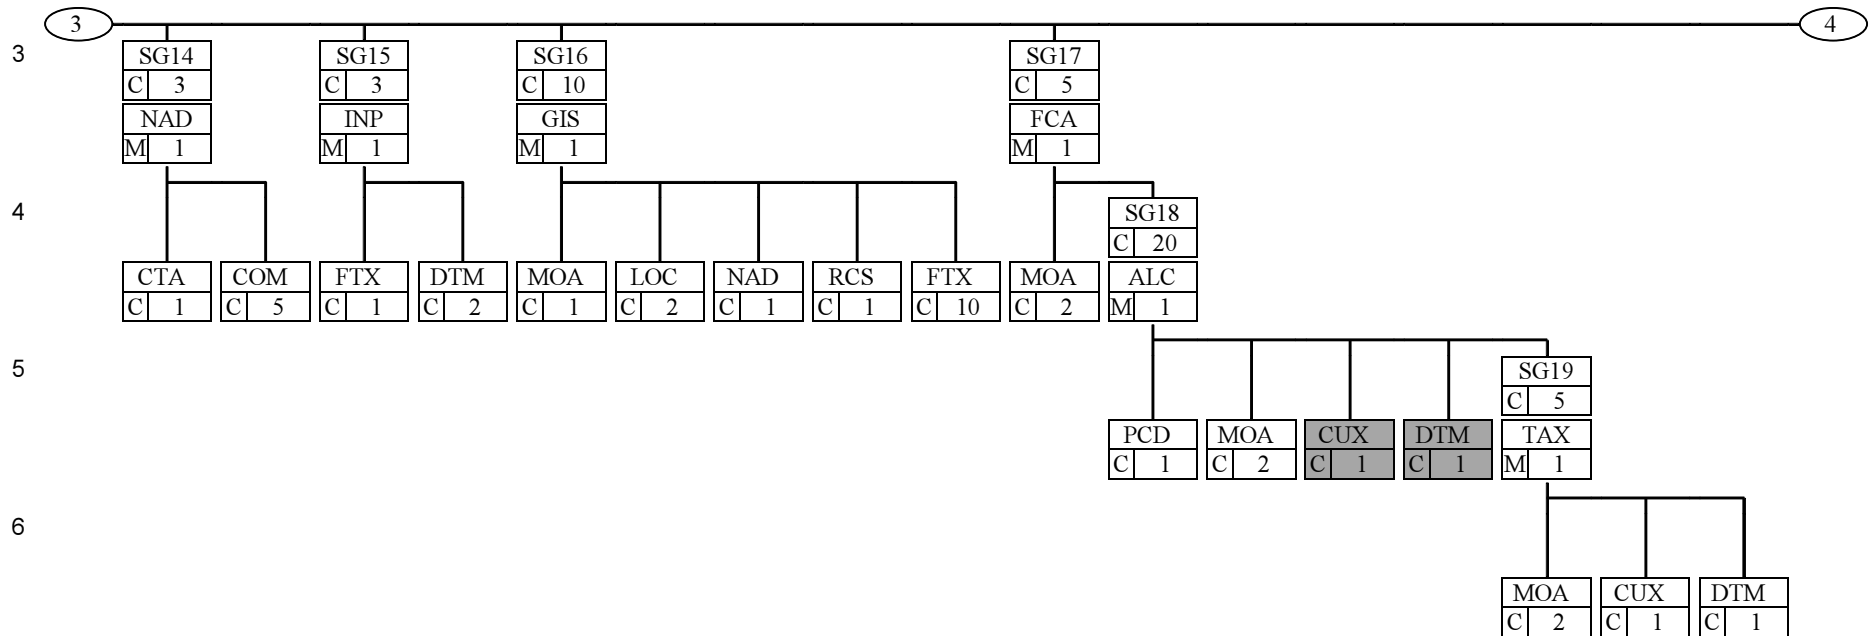 3 4
3 SG14 SG15 SG16 SG17
C 3 C 3 C 10 C 5
NAD INP GIS FCA
M 1 M 1 M 1 M 1
4 SG18
C 20
CTA COM FTX DTM MOA LOC NAD RCS FTX MOA ALC
C 1 C 5 C 1 C 2 C 1 C 2 C 1 C 1 C 10 C 2 M 1
5 SG19
C 5
PCD MOA CUX DTM TAX
C 1 C 2 C 1 C 1 M 1
6
MOA CUX DTM
C 2 C 1 C 1